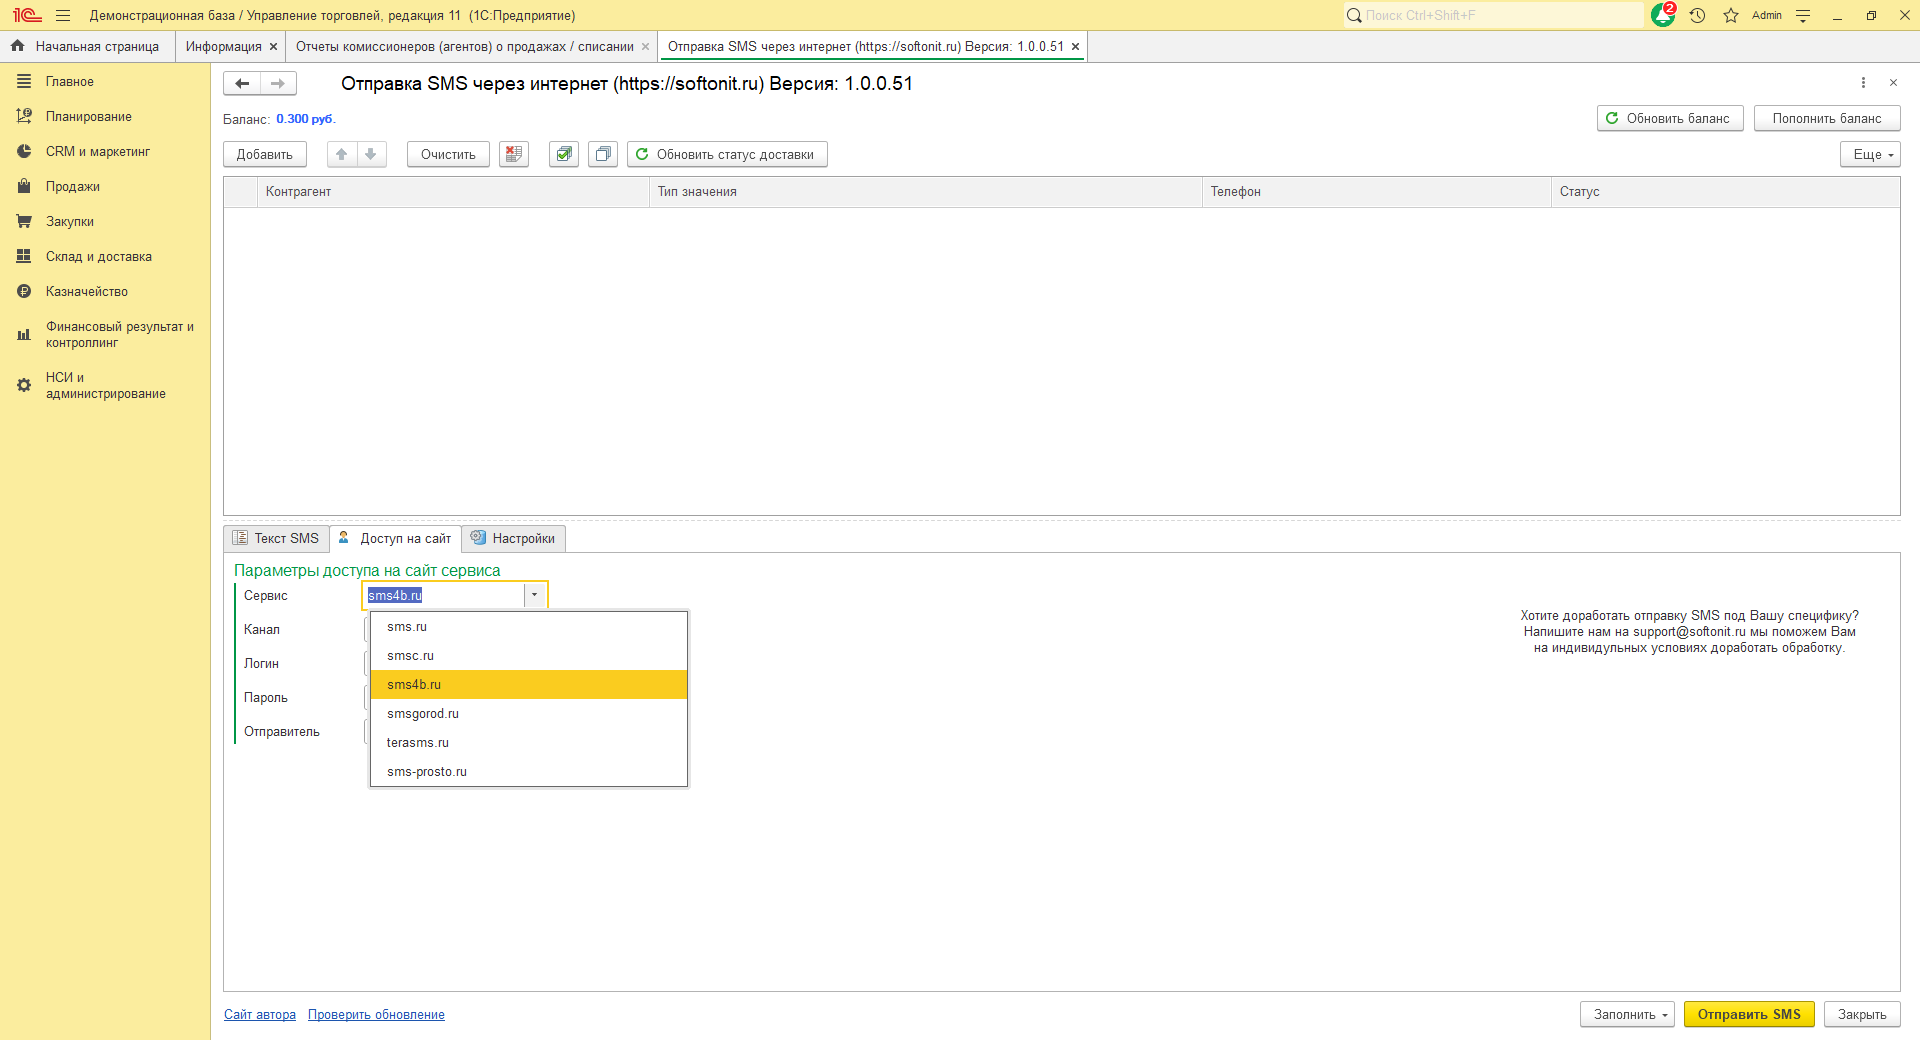 1С Демонстрационная база / Управление торговлей, редакция 11 (1С:Предприятие) Поиск Ctrl+Shift+F 2 Admin
Начальная страница Информация Отчеты комиссионеров (агентов) о продажах / списании Отправка SMS через интернет (https://softonit.ru) Версия: 1.0.0.51
Главное
Планирование
CRM и маркетинг
Продажи
Закупки
Склад и доставка
Казначейство
Финансовый результат и
контроллинг
НСИ и
администрирование
Отправка SMS через интернет (https://softonit.ru) Версия: 1.0.0.51
Баланс: 0.300 руб. Обновить баланс Пополнить баланс
Добавить Очистить Обновить статус доставки Еще
Контрагент Тип значения Телефон Статус
Текст SMS Доступ на сайт Настройки
Параметры доступа на сайт сервиса
Сервис sms4b.ru
Канал
Логин
Пароль
Отправитель
sms.ru
smsc.ru
sms4b.ru
smsgorod.ru
terasms.ru
sms-prosto.ru
Хотите доработать отправку SMS под Вашу специфику?
Напишите нам на support@softonit.ru мы поможем Вам
на индивидульных условиях доработать обработку.
Сайт автора Проверить обновление Заполнить Отправить SMS Закрыть